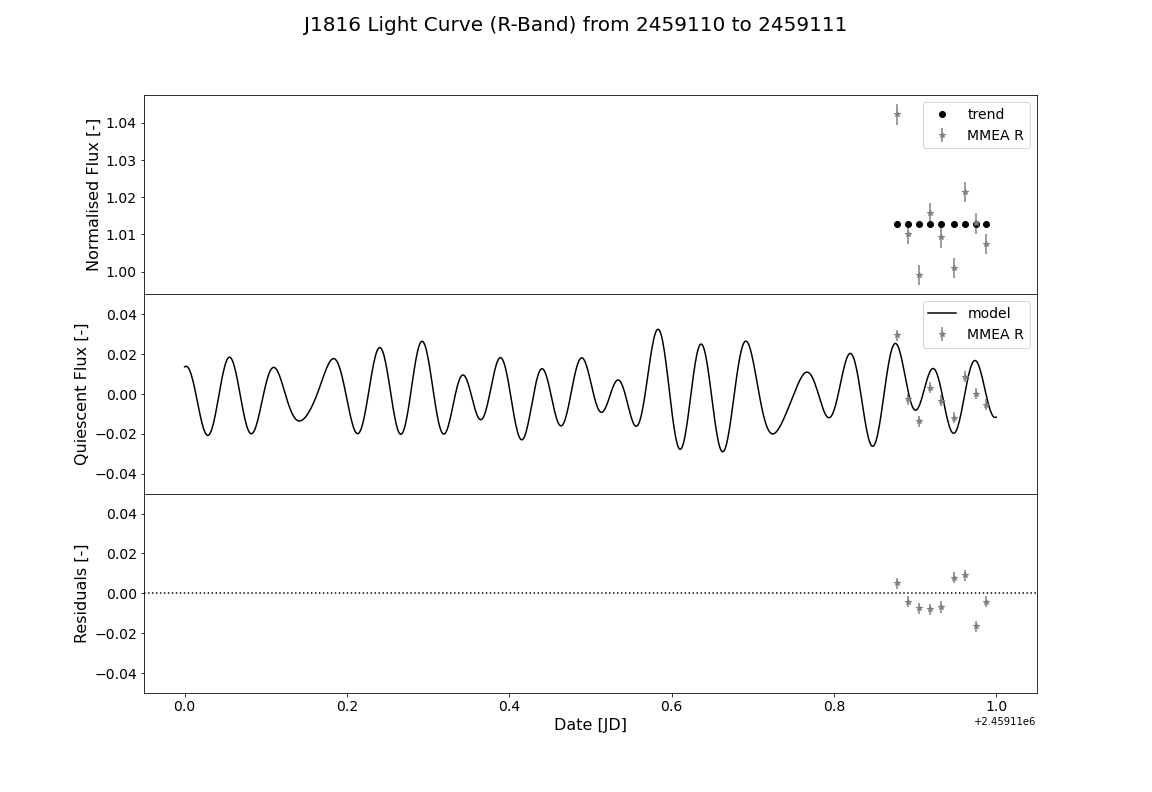 J1816 Light Curve (R-Band) from 2459110 to 2459111
Normalised Flux [-]
1.04
1.03
1.02
1.01
1.00
trend
MMEA R
Quiescent Flux [-]
0.04
0.02
0.00
−0.02
−0.04
model
MMEA R
Residuals [-]
0.04
0.02
0.00
−0.02
−0.04
0.0 0.2 0.4 0.6 0.8 1.0
Date [JD]
+2.45911e6